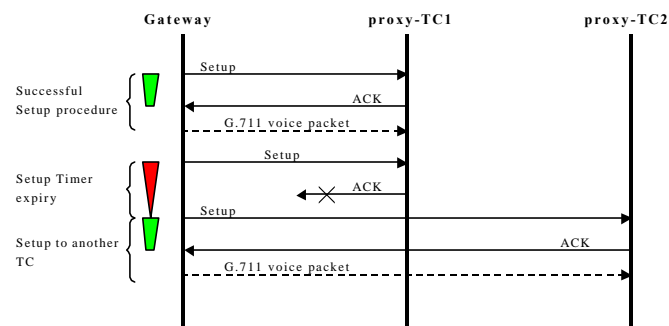 Gateway proxy-TC1 proxy-TC2
Setup
Successful
Setup procedure
ACK
G.711 voice packet
Setup
Setup Timer
expiry
ACK
Setup
Setup to another
TC
ACK
G.711 voice packet